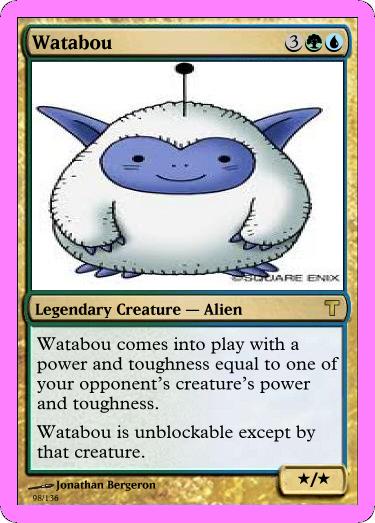 Watabou 3
©SQUARE ENIX
Legendary Creature — Alien T
Watabou comes into play with a
power and toughness equal to one of
your opponent's creature's power
and toughness.
Watabou is unblockable except by
that creature.
★/★
Jonathan Bergeron
98/136